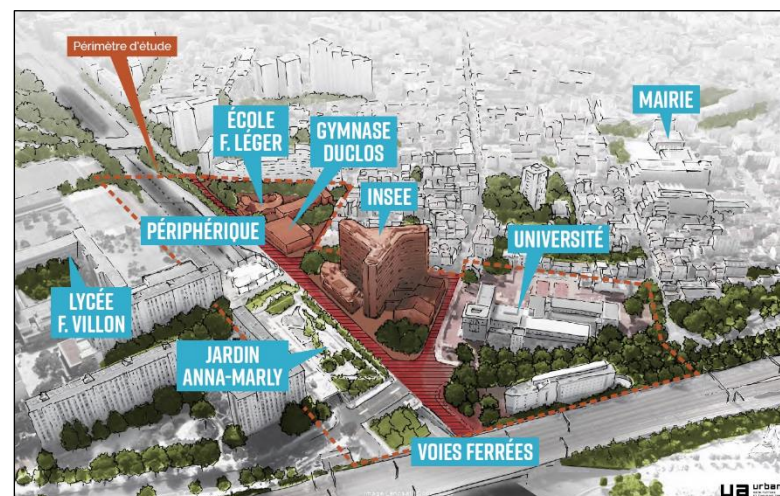 Périmètre d'étude
ÉCOLE
F. LÉGER
GYMNASE
DUCLOS
MAIRIE
INSEE
PÉRIPHÉRIQUE
UNIVERSITÉ
LYCÉE
F. VILLON
JARDIN
ANNA-MARLY
VOIES FERRÉES
ua urban